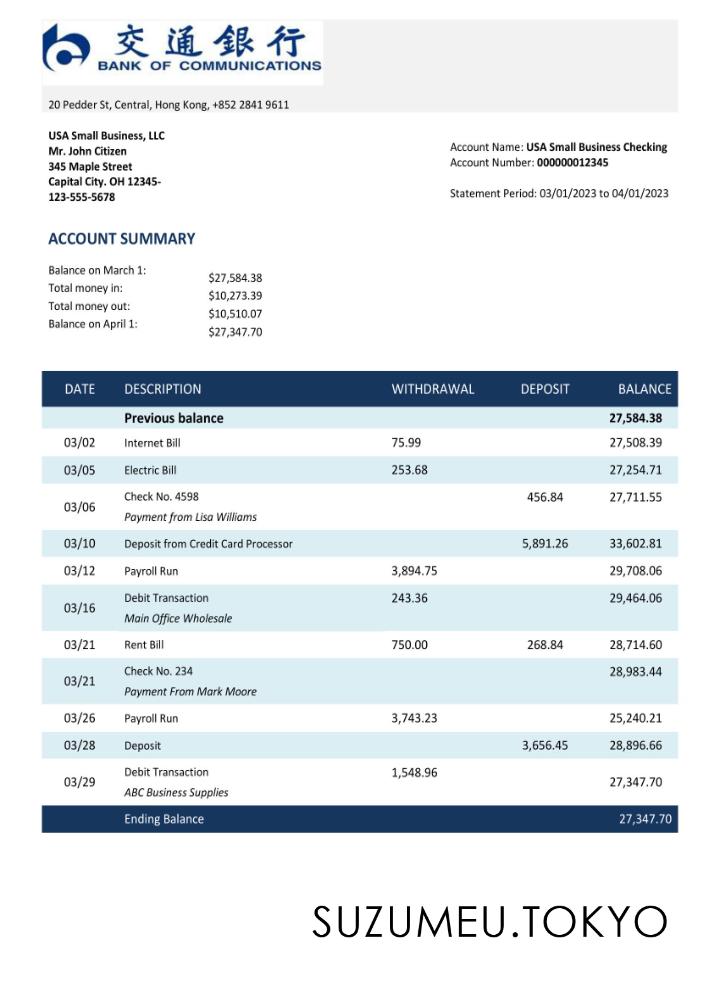 交通銀行
BANK OF COMMUNICATIONS
20 Pedder St, Central, Hong Kong, +852 2841 9611
USA Small Business, LLC
Mr. John Citizen
345 Maple Street
Capital City. OH 12345-
123-555-5678
Account Name: USA Small Business Checking
Account Number: 000000012345
Statement Period: 03/01/2023 to 04/01/2023
ACCOUNT SUMMARY
Balance on March 1: $27,584.38
Total money in: $10,273.39
Total money out: $10,510.07
Balance on April 1: $27,347.70
DATE DESCRIPTION WITHDRAWAL DEPOSIT BALANCE
Previous balance 27,584.38
03/02 Internet Bill 75.99 27,508.39
03/05 Electric Bill 253.68 27,254.71
03/06 Check No. 4598 456.84 27,711.55
Payment from Lisa Williams
03/10 Deposit from Credit Card Processor 5,891.26 33,602.81
03/12 Payroll Run 3,894.75 29,708.06
03/16 Debit Transaction 243.36 29,464.06
Main Office Wholesale
03/21 Rent Bill 750.00 268.84 28,714.60
03/21 Check No. 234 28,983.44
Payment From Mark Moore
03/26 Payroll Run 3,743.23 25,240.21
03/28 Deposit 3,656.45 28,896.66
03/29 Debit Transaction 1,548.96 27,347.70
ABC Business Supplies
Ending Balance 27,347.70
SUZUMEU.TOKYO